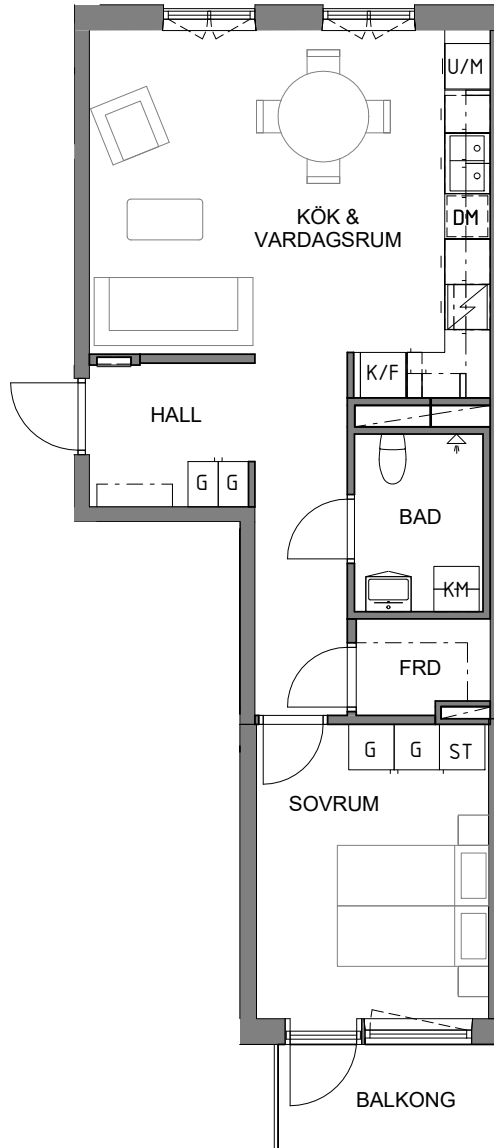 U/M
DM
KÖK &
VARDAGSRUM
K/F
HALL
G G
BAD
KM
FRD
G G ST
SOVRUM
BALKONG